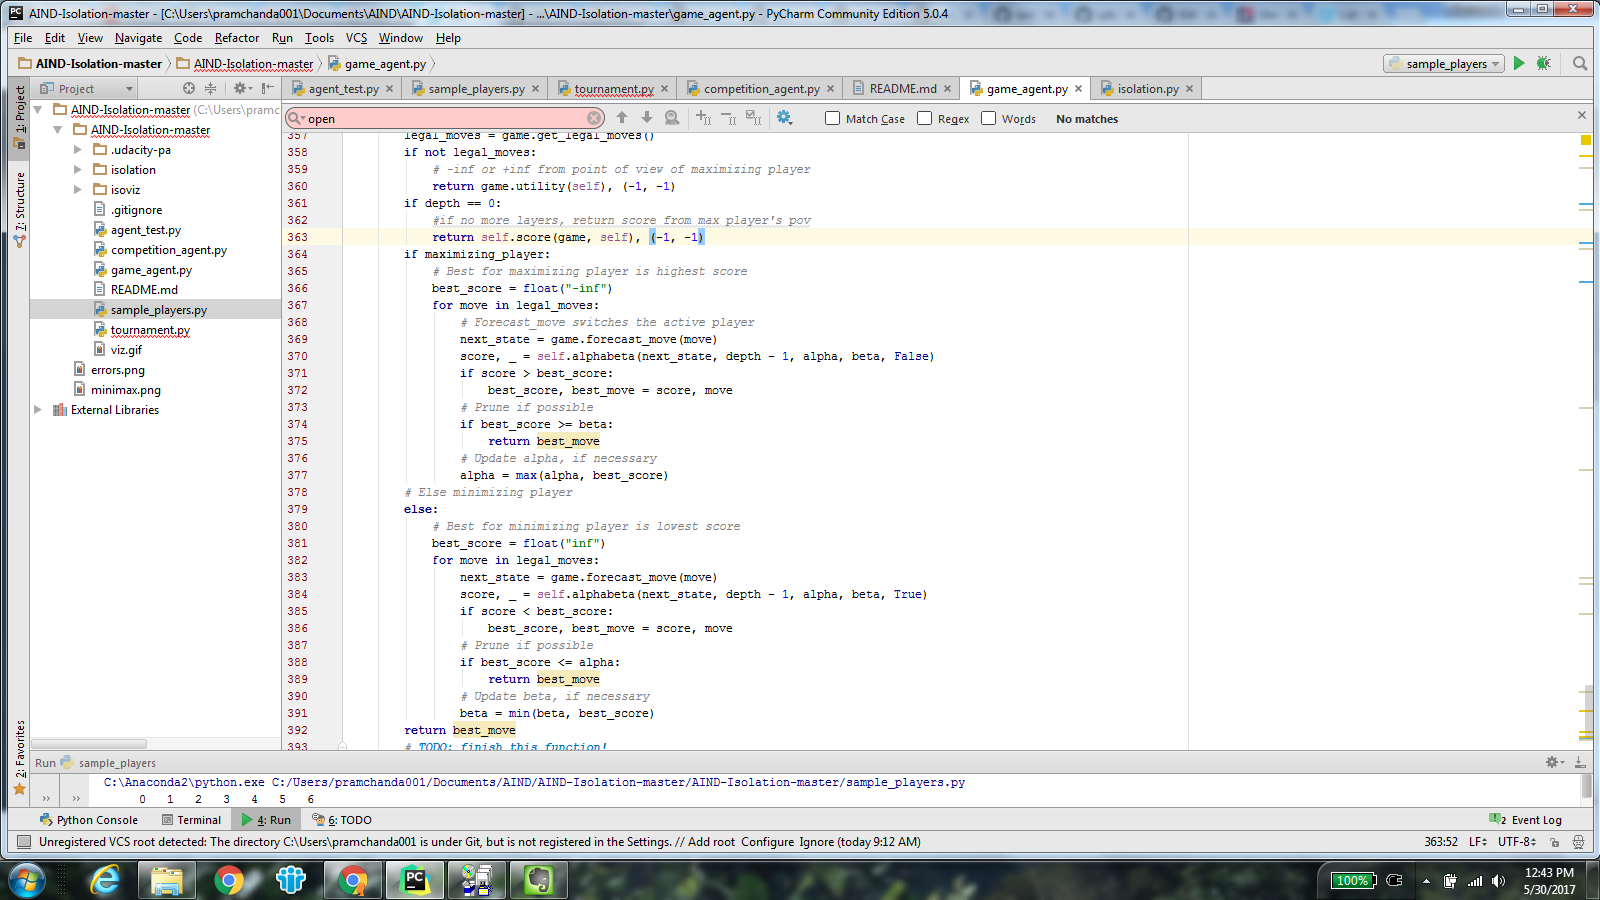 AIND-Isolation-master - [C:\Users\pramchanda001\Documents\AIND\AIND-Isolation-master] - ...\AIND-Isolation-master\game_agent.py - PyCharm Community Edition 5.0.4
File Edit View Navigate Code Refactor Run Tools VCS Window Help
AIND-Isolation-master AIND-Isolation-master game_agent.py sample_players
Project agent_test.py sample_players.py tournament.py competition_agent.py README.md game_agent.py isolation.py
open Match Case Regex Words No matches
1: Project
7: Structure
2: Favorites
AIND-Isolation-master (C:\Users\pramc
AIND-Isolation-master
.udacity-pa
isolation
isoviz
.gitignore
agent_test.py
competition_agent.py
game_agent.py
README.md
sample_players.py
tournament.py
viz.gif
errors.png
minimax.png
External Libraries
357 legal_moves = game.get_legal_moves()
358 if not legal_moves:
359 # -inf or +inf from point of view of maximizing player
360 return game.utility(self), (-1, -1)
361 if depth == 0:
362 #if no more layers, return score from max player's pov
363 return self.score(game, self), (-1, -1)
364 if maximizing_player:
365 # Best for maximizing player is highest score
366 best_score = float("-inf")
367 for move in legal_moves:
368 # Forecast_move switches the active player
369 next_state = game.forecast_move(move)
370 score, _ = self.alphabeta(next_state, depth - 1, alpha, beta, False)
371 if score > best_score:
372 best_score, best_move = score, move
373 # Prune if possible
374 if best_score >= beta:
375 return best_move
376 # Update alpha, if necessary
377 alpha = max(alpha, best_score)
378 # Else minimizing player
379 else:
380 # Best for minimizing player is lowest score
381 best_score = float("inf")
382 for move in legal_moves:
383 next_state = game.forecast_move(move)
384 score, _ = self.alphabeta(next_state, depth - 1, alpha, beta, True)
385 if score < best_score:
386 best_score, best_move = score, move
387 # Prune if possible
388 if best_score <= alpha:
389 return best_move
390 # Update beta, if necessary
391 beta = min(beta, best_score)
392 return best_move
393 # TODO: finish this function!
Run sample_players
C:\Anaconda2\python.exe C:/Users/pramchanda001/Documents/AIND/AIND-Isolation-master/AIND-Isolation-master/sample_players.py
0 1 2 3 4 5 6
Python Console Terminal 4: Run 6: TODO 2 Event Log
Unregistered VCS root detected: The directory C:\Users\pramchanda001 is under Git, but is not registered in the Settings. // Add root Configure Ignore (today 9:12 AM) 363:52 LF UTF-8
100% 12:43 PM
5/30/2017